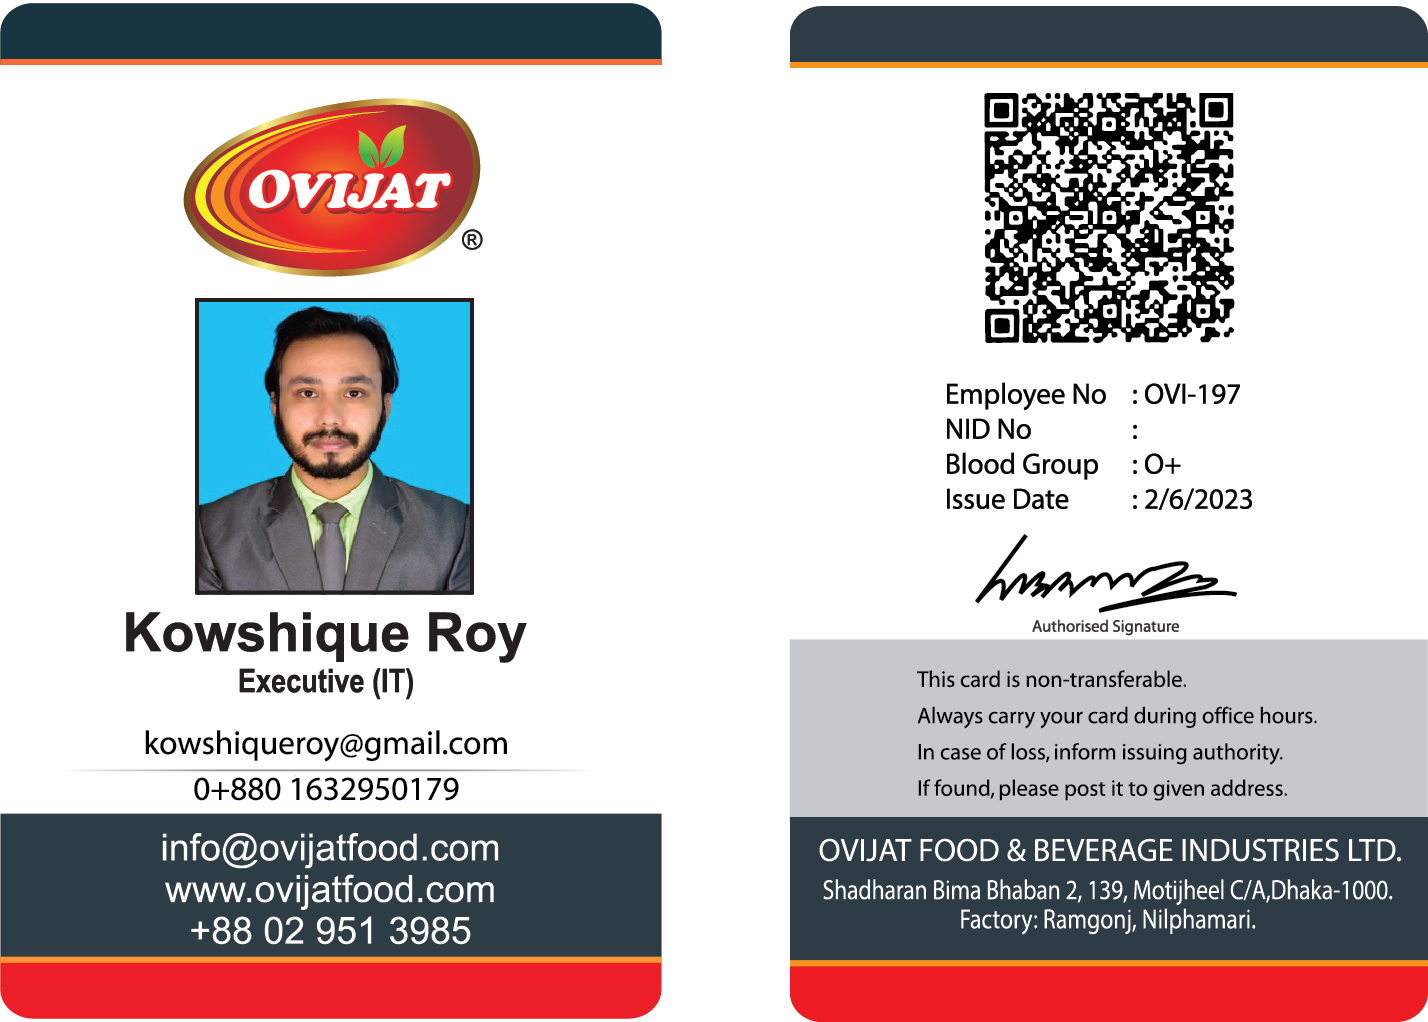 OVIJAT
®
Kowshique Roy
Executive (IT)
kowshiqueroy@gmail.com
0+880 1632950179
info@ovijatfood.com
www.ovijatfood.com
+88 02 951 3985
Employee No : OVI-197
NID No :
Blood Group : O+
Issue Date : 2/6/2023
Authorised Signature
This card is non-transferable.
Always carry your card during office hours.
In case of loss, inform issuing authority.
If found, please post it to given address.
OVIJAT FOOD & BEVERAGE INDUSTRIES LTD.
Shadharan Bima Bhaban 2, 139, Motijheel C/A,Dhaka-1000.
Factory: Ramgonj, Nilphamari.